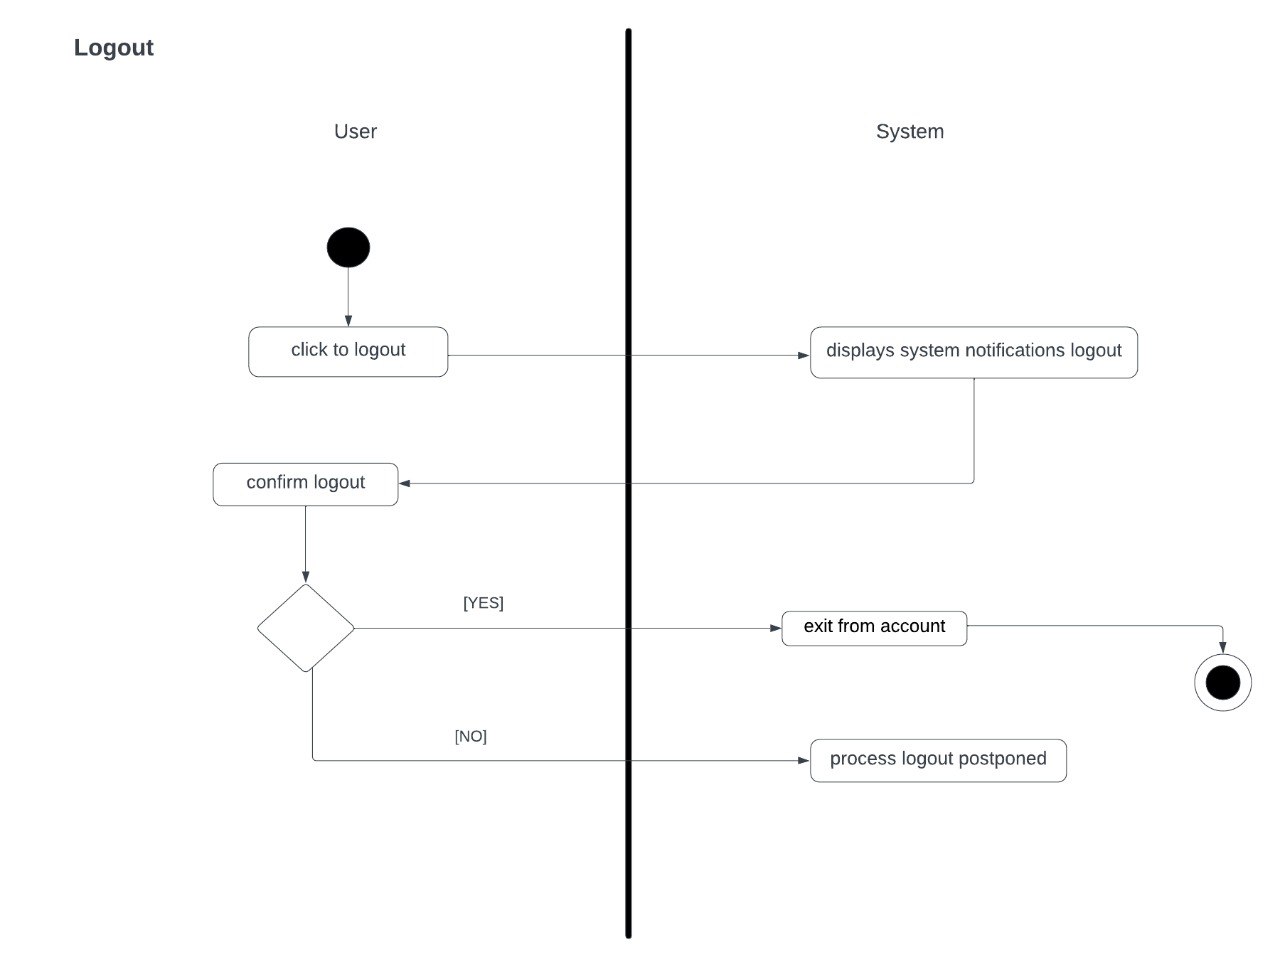 Logout
User
System
click to logout
displays system notifications logout
confirm logout
[YES]
exit from account
[NO]
process logout postponed